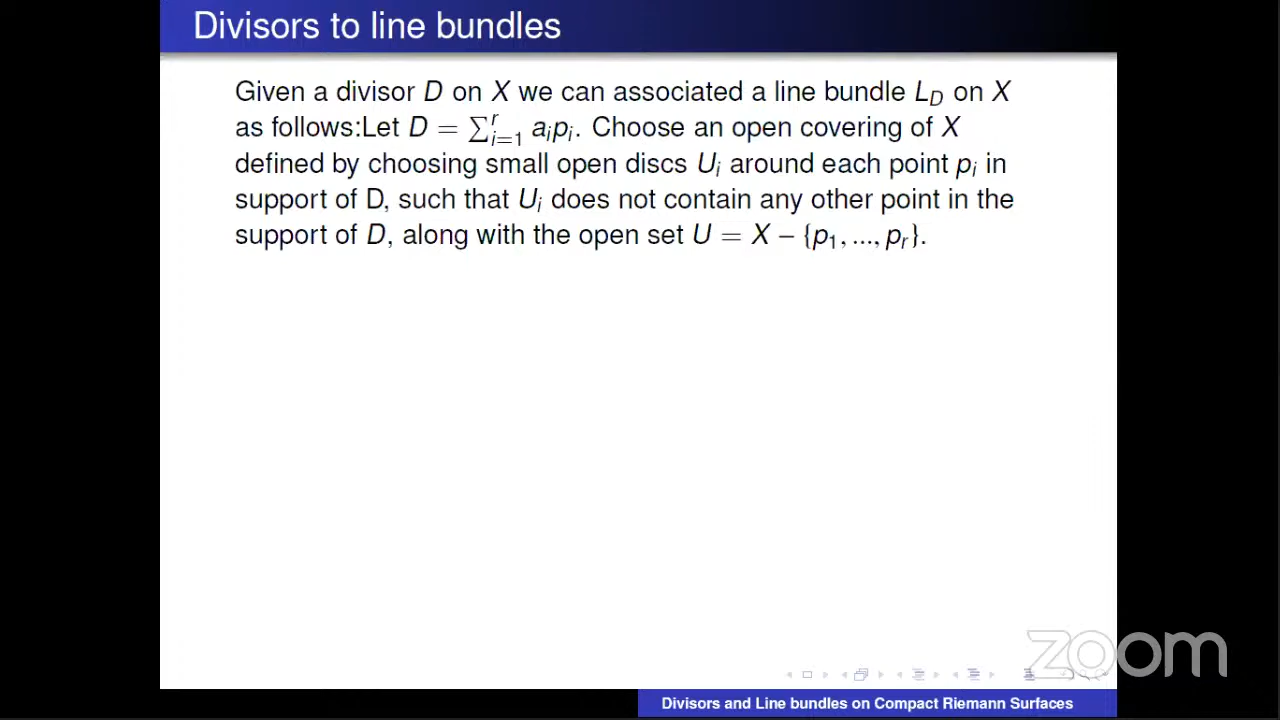 Divisors to line bundles
Given a divisor D on X we can associated a line bundle L_D on X
as follows:Let D = ∑_{i=1}^r a_i p_i. Choose an open covering of X
defined by choosing small open discs U_i around each point p_i in
support of D, such that U_i does not contain any other point in the
support of D, along with the open set U = X − {p_1, ..., p_r}.
zoom
Divisors and Line bundles on Compact Riemann Surfaces